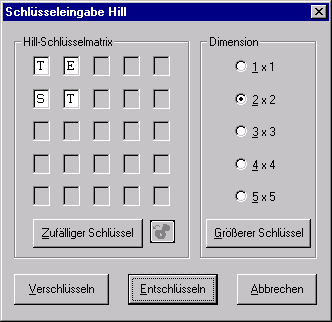 Schlüsseleingabe Hill
Hill-Schlüsselmatrix
T E
S T
Zufälliger Schlüssel
Dimension
1 x 1
2 x 2
3 x 3
4 x 4
5 x 5
Größerer Schlüssel
Verschlüsseln
Entschlüsseln
Abbrechen